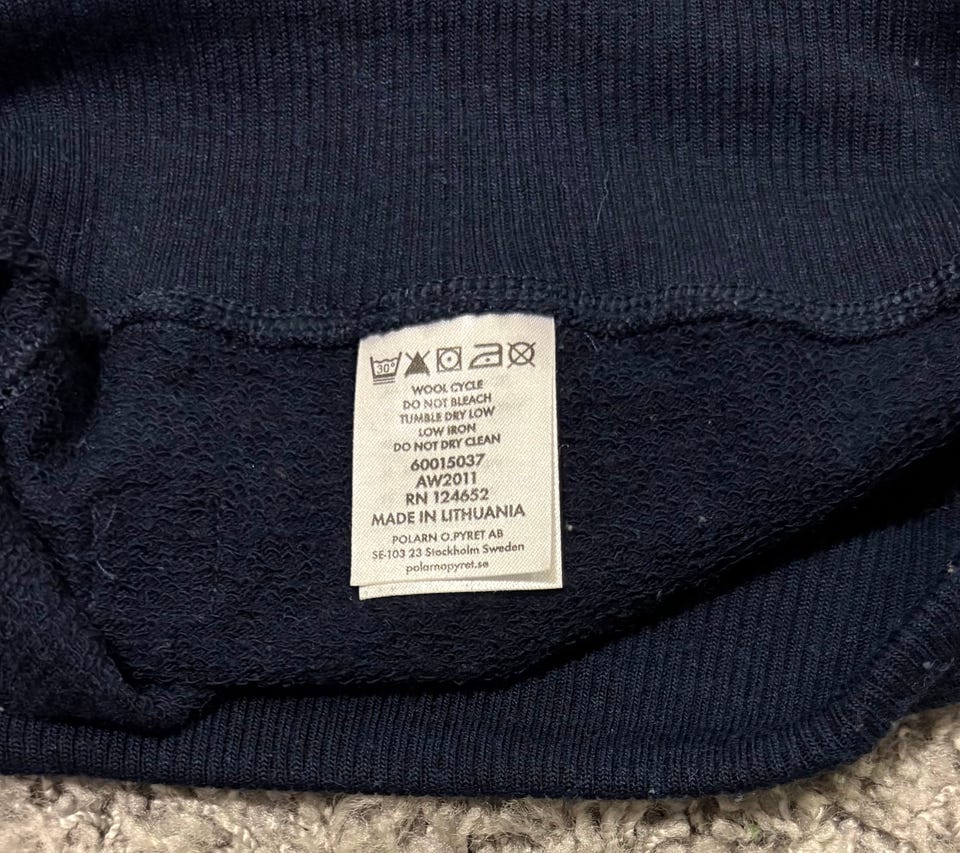 30°
WOOL CYCLE
DO NOT BLEACH
TUMBLE DRY LOW
LOW IRON
DO NOT DRY CLEAN
60015037
AW2011
RN 124652
MADE IN LITHUANIA
POLARN O.PYRET AB
SE-103 23 Stockholm Sweden
polarnopyret.se